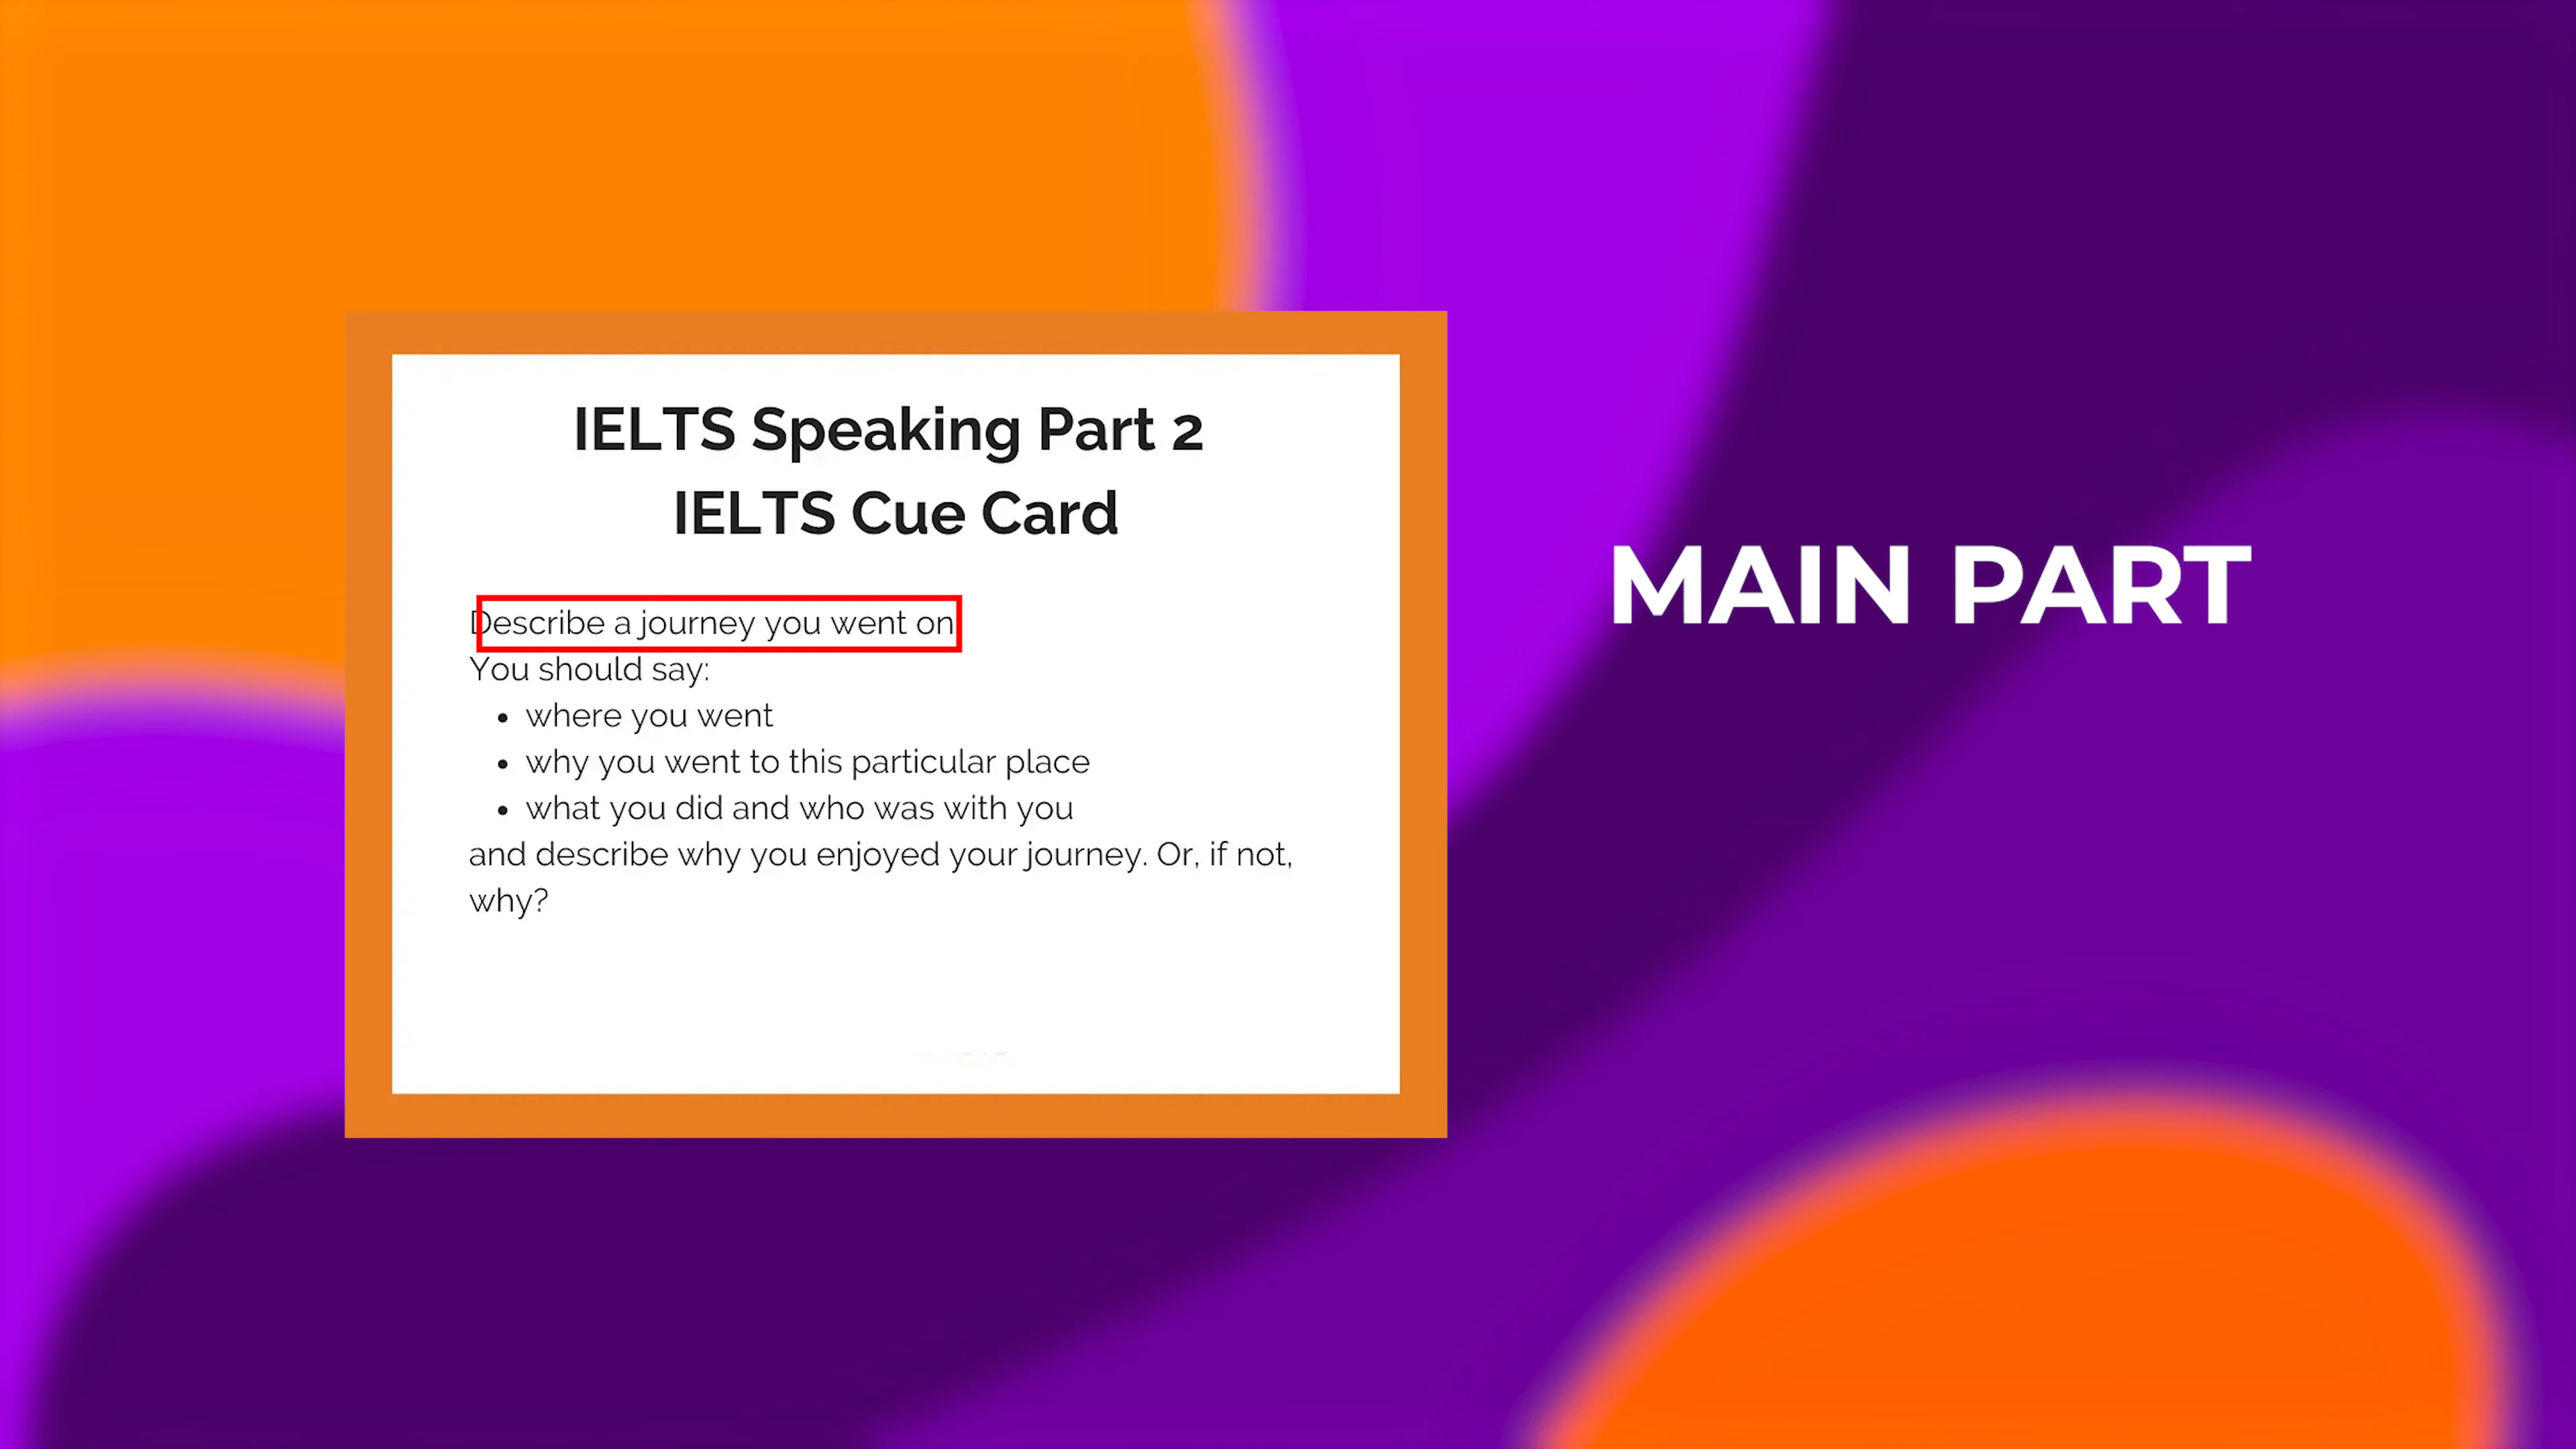 IELTS Speaking Part 2
IELTS Cue Card
Describe a journey you went on
You should say:
• where you went
• why you went to this particular place
• what you did and who was with you
and describe why you enjoyed your journey. Or, if not,
why?
MAIN PART